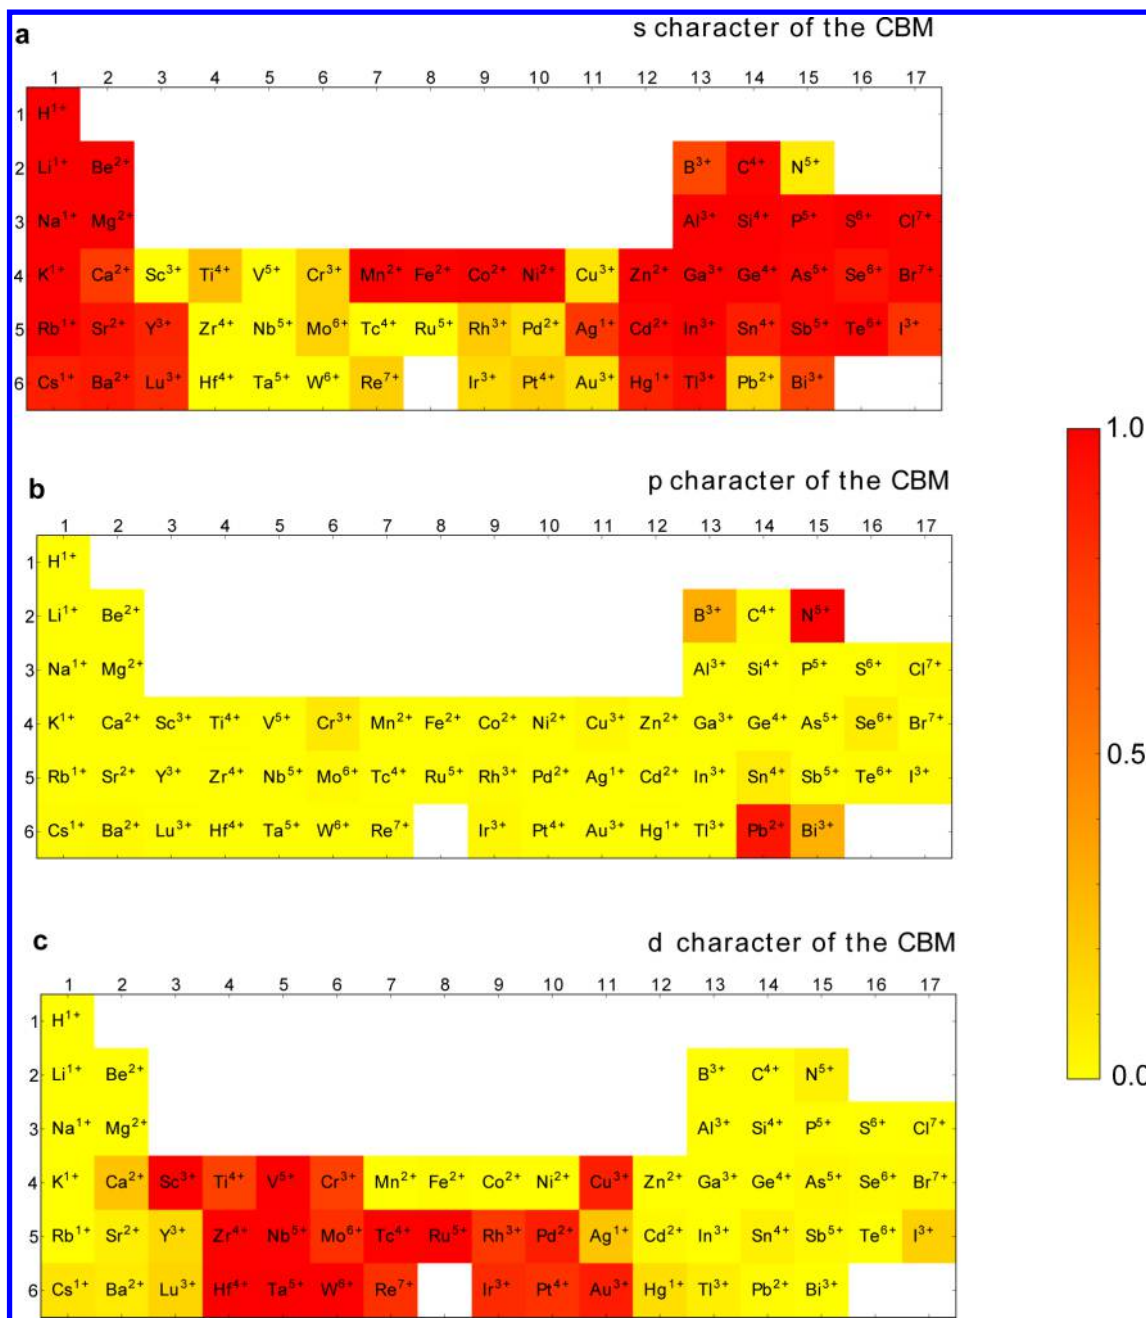 a
s character of the CBM
1 2 3 4 5 6 7 8 9 10 11 12 13 14 15 16 17
1 H1+
2 Li1+ Be2+ B3+ C4+ N5+
3 Na1+ Mg2+ Al3+ Si4+ P5+ S6+ Cl7+
4 K1+ Ca2+ Sc3+ Ti4+ V5+ Cr3+ Mn2+ Fe2+ Co2+ Ni2+ Cu3+ Zn2+ Ga3+ Ge4+ As5+ Se6+ Br7+
5 Rb1+ Sr2+ Y3+ Zr4+ Nb5+ Mo6+ Tc4+ Ru5+ Rh3+ Pd2+ Ag1+ Cd2+ In3+ Sn4+ Sb5+ Te6+ I3+
6 Cs1+ Ba2+ Lu3+ Hf4+ Ta5+ W6+ Re7+ Ir3+ Pt4+ Au3+ Hg1+ Tl3+ Pb2+ Bi3+
1.0
0.5
0.0
b
p character of the CBM
1 2 3 4 5 6 7 8 9 10 11 12 13 14 15 16 17
1 H1+
2 Li1+ Be2+ B3+ C4+ N5+
3 Na1+ Mg2+ Al3+ Si4+ P5+ S6+ Cl7+
4 K1+ Ca2+ Sc3+ Ti4+ V5+ Cr3+ Mn2+ Fe2+ Co2+ Ni2+ Cu3+ Zn2+ Ga3+ Ge4+ As5+ Se6+ Br7+
5 Rb1+ Sr2+ Y3+ Zr4+ Nb5+ Mo6+ Tc4+ Ru5+ Rh3+ Pd2+ Ag1+ Cd2+ In3+ Sn4+ Sb5+ Te6+ I3+
6 Cs1+ Ba2+ Lu3+ Hf4+ Ta5+ W6+ Re7+ Ir3+ Pt4+ Au3+ Hg1+ Tl3+ Pb2+ Bi3+
c
d character of the CBM
1 2 3 4 5 6 7 8 9 10 11 12 13 14 15 16 17
1 H1+
2 Li1+ Be2+ B3+ C4+ N5+
3 Na1+ Mg2+ Al3+ Si4+ P5+ S6+ Cl7+
4 K1+ Ca2+ Sc3+ Ti4+ V5+ Cr3+ Mn2+ Fe2+ Co2+ Ni2+ Cu3+ Zn2+ Ga3+ Ge4+ As5+ Se6+ Br7+
5 Rb1+ Sr2+ Y3+ Zr4+ Nb5+ Mo6+ Tc4+ Ru5+ Rh3+ Pd2+ Ag1+ Cd2+ In3+ Sn4+ Sb5+ Te6+ I3+
6 Cs1+ Ba2+ Lu3+ Hf4+ Ta5+ W6+ Re7+ Ir3+ Pt4+ Au3+ Hg1+ Tl3+ Pb2+ Bi3+